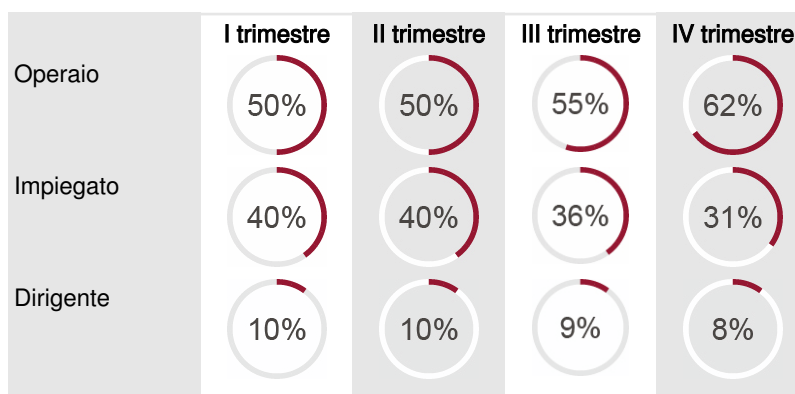 I trimestre II trimestre III trimestre IV trimestre
Operaio 50% 50% 55% 62%
Impiegato 40% 40% 36% 31%
Dirigente 10% 10% 9% 8%